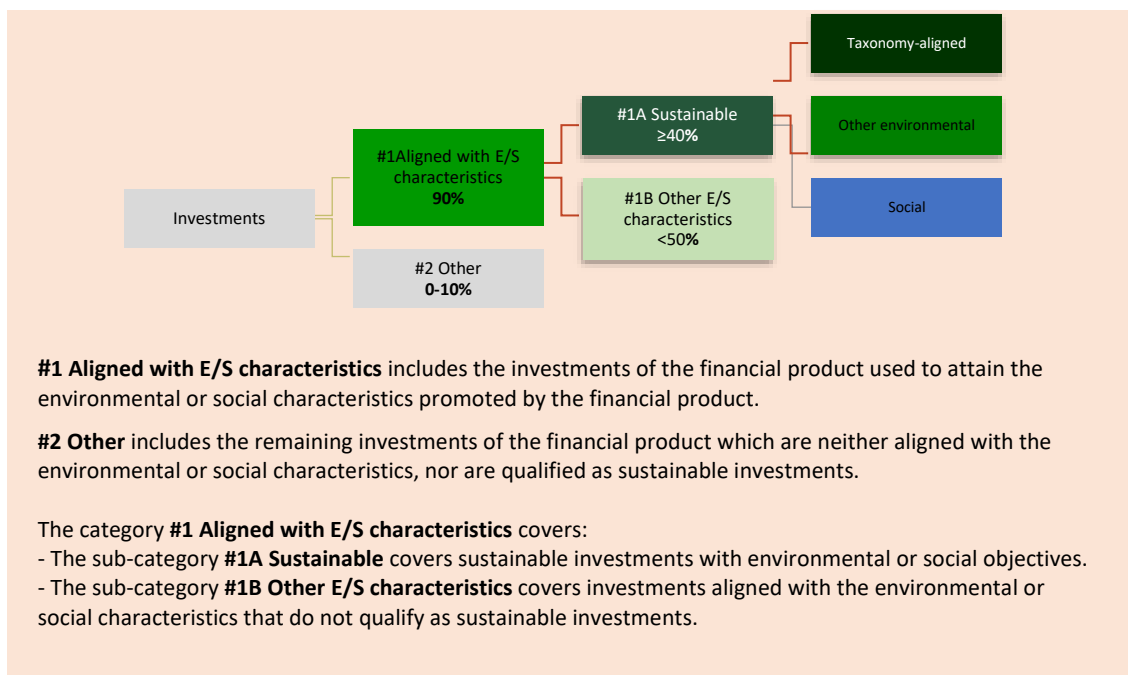 Taxonomy-aligned
#1A Sustainable
≥40%
Other environmental
#1Aligned with E/S
characteristics
90%
#1B Other E/S
characteristics
<50%
Social
Investments
#2 Other
0-10%
#1 Aligned with E/S characteristics includes the investments of the financial product used to attain the
environmental or social characteristics promoted by the financial product.
#2 Other includes the remaining investments of the financial product which are neither aligned with the
environmental or social characteristics, nor are qualified as sustainable investments.
The category #1 Aligned with E/S characteristics covers:
- The sub-category #1A Sustainable covers sustainable investments with environmental or social objectives.
- The sub-category #1B Other E/S characteristics covers investments aligned with the environmental or
social characteristics that do not qualify as sustainable investments.